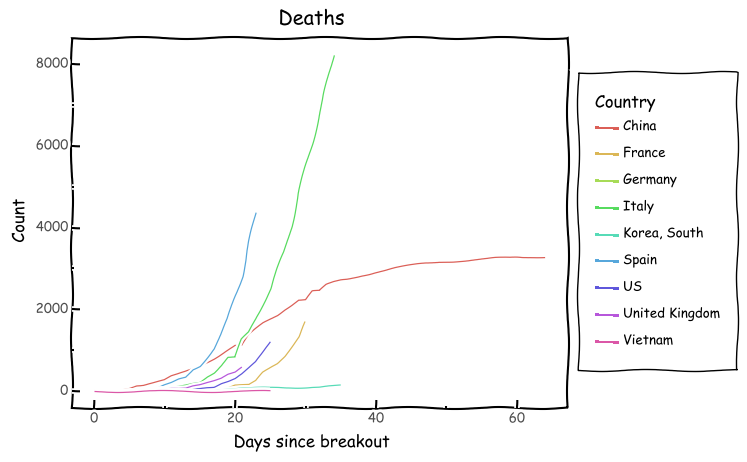 Deaths
Count
8000
6000
4000
2000
0
0 20 40 60
Days since breakout
Country
China
France
Germany
Italy
Korea, South
Spain
US
United Kingdom
Vietnam